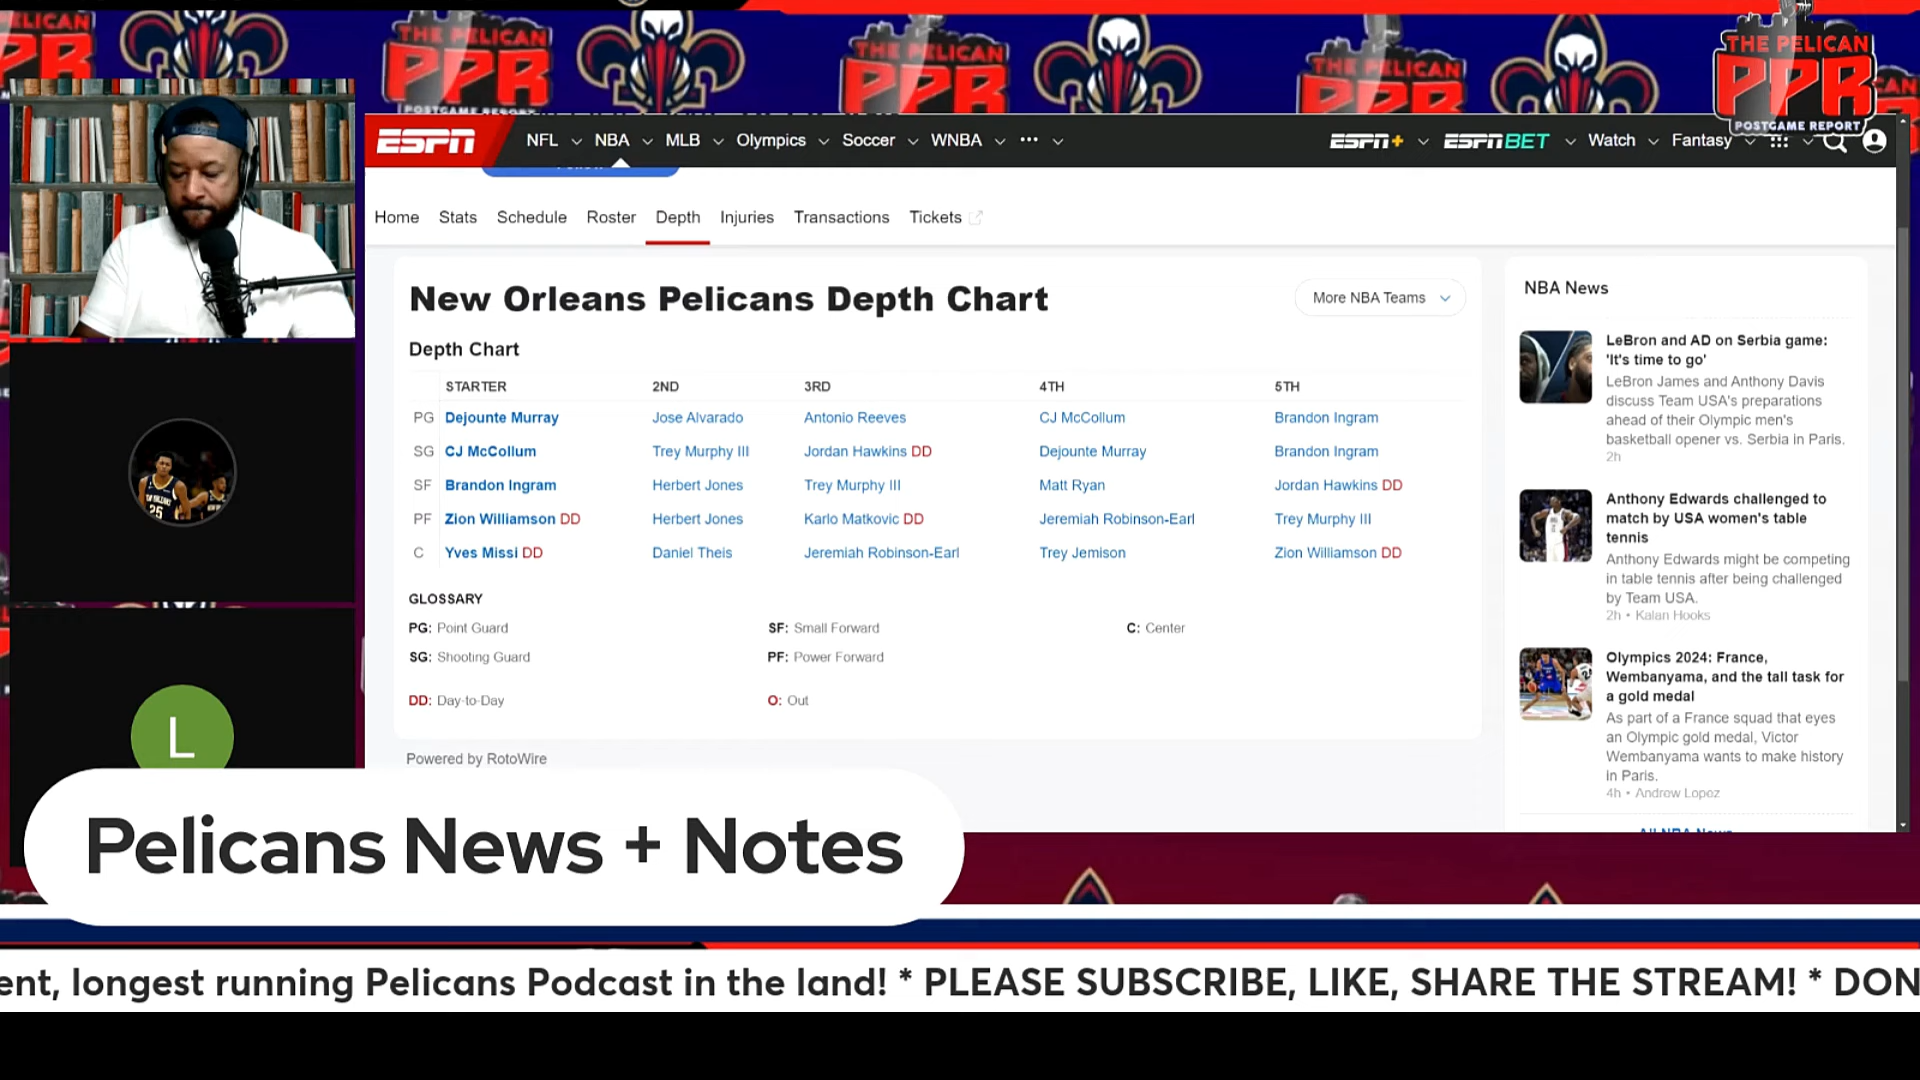 THE PELICAN
PPR
POSTGAME REPORT
ESPN NFL NBA MLB Olympics Soccer WNBA ••• ESPN+ ESPN BET Watch Fantasy
Home Stats Schedule Roster Depth Injuries Transactions Tickets
New Orleans Pelicans Depth Chart
More NBA Teams
Depth Chart
STARTER 2ND 3RD 4TH 5TH
PG Dejounte Murray Jose Alvarado Antonio Reeves CJ McCollum Brandon Ingram
SG CJ McCollum Trey Murphy III Jordan Hawkins DD Dejounte Murray Brandon Ingram
SF Brandon Ingram Herbert Jones Trey Murphy III Matt Ryan Jordan Hawkins DD
PF Zion Williamson DD Herbert Jones Karlo Matkovic DD Jeremiah Robinson-Earl Trey Murphy III
C Yves Missi DD Daniel Theis Jeremiah Robinson-Earl Trey Jemison Zion Williamson DD
GLOSSARY
PG: Point Guard SF: Small Forward C: Center
SG: Shooting Guard PF: Power Forward
DD: Day-to-Day O: Out
Powered by RotoWire
NBA News
LeBron and AD on Serbia game:
'It's time to go'
LeBron James and Anthony Davis
discuss Team USA's preparations
ahead of their Olympic men's
basketball opener vs. Serbia in Paris.
2h
Anthony Edwards challenged to
match by USA women's table
tennis
Anthony Edwards might be competing
in table tennis after being challenged
by Team USA.
2h • Kalan Hooks
Olympics 2024: France,
Wembanyama, and the tall task for
a gold medal
As part of a France squad that eyes
an Olympic gold medal, Victor
Wembanyama wants to make history
in Paris.
4h • Andrew Lopez
All NBA News
25
L
Pelicans News + Notes
ent, longest running Pelicans Podcast in the land! * PLEASE SUBSCRIBE, LIKE, SHARE THE STREAM! * DON